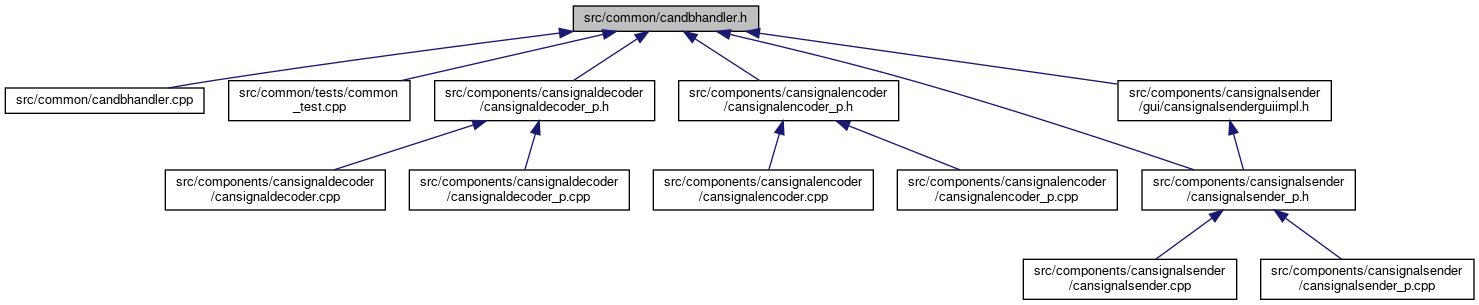 src/common/candbhandler.h
src/common/candbhandler.cpp
src/common/tests/common
_test.cpp
src/components/cansignaldecoder
/cansignaldecoder_p.h
src/components/cansignalencoder
/cansignalencoder_p.h
src/components/cansignalsender
/gui/cansignalsenderguiimpl.h
src/components/cansignaldecoder
/cansignaldecoder.cpp
src/components/cansignaldecoder
/cansignaldecoder_p.cpp
src/components/cansignalencoder
/cansignalencoder.cpp
src/components/cansignalencoder
/cansignalencoder_p.cpp
src/components/cansignalsender
/cansignalsender_p.h
src/components/cansignalsender
/cansignalsender.cpp
src/components/cansignalsender
/cansignalsender_p.cpp